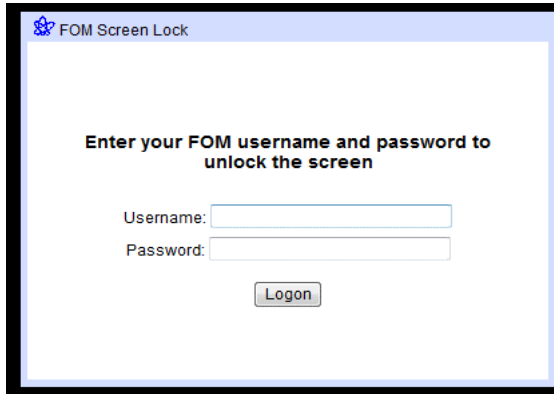 FOM Screen Lock
Enter your FOM username and password to
unlock the screen
Username:
Password:
Logon